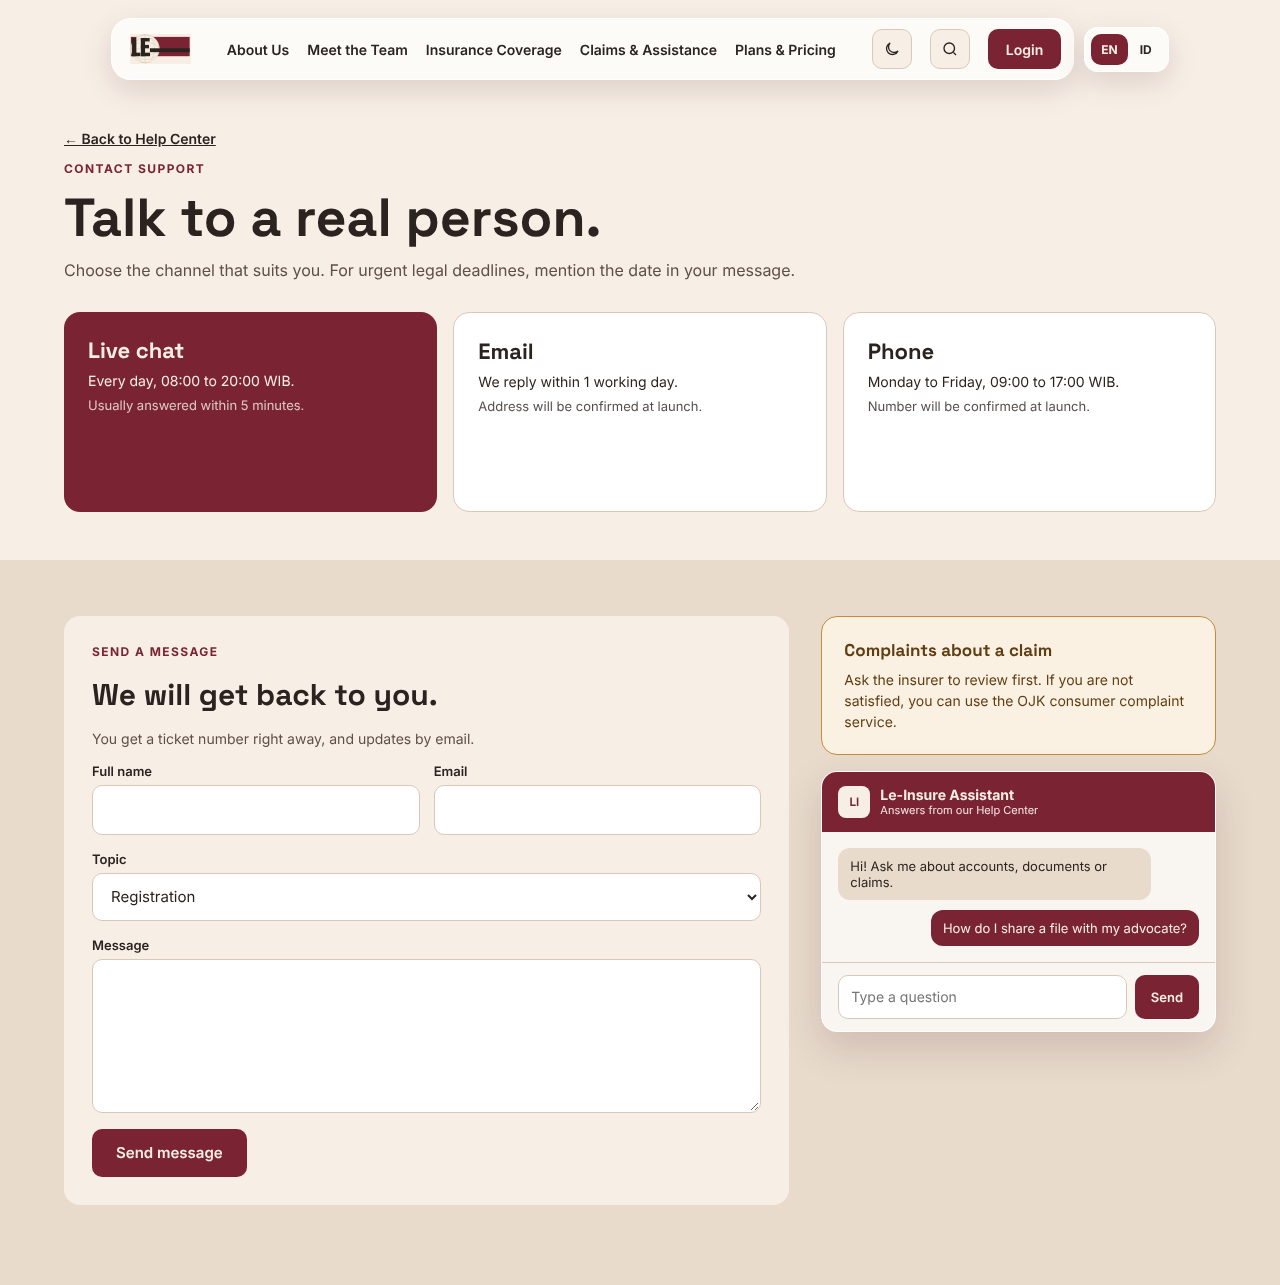 LE
About Us
Meet the Team
Insurance Coverage
Claims & Assistance
Plans & Pricing
Login
EN
ID
← Back to Help Center
CONTACT SUPPORT
Talk to a real person.
Choose the channel that suits you. For urgent legal deadlines, mention the date in your message.
Live chat
Every day, 08:00 to 20:00 WIB.
Usually answered within 5 minutes.
Email
We reply within 1 working day.
Address will be confirmed at launch.
Phone
Monday to Friday, 09:00 to 17:00 WIB.
Number will be confirmed at launch.
SEND A MESSAGE
We will get back to you.
You get a ticket number right away, and updates by email.
Full name
Email
Topic
Registration
Message
Send message
Complaints about a claim
Ask the insurer to review first. If you are not
satisfied, you can use the OJK consumer complaint
service.
LI
Le-Insure Assistant
Answers from our Help Center
Hi! Ask me about accounts, documents or
claims.
How do I share a file with my advocate?
Type a question
Send